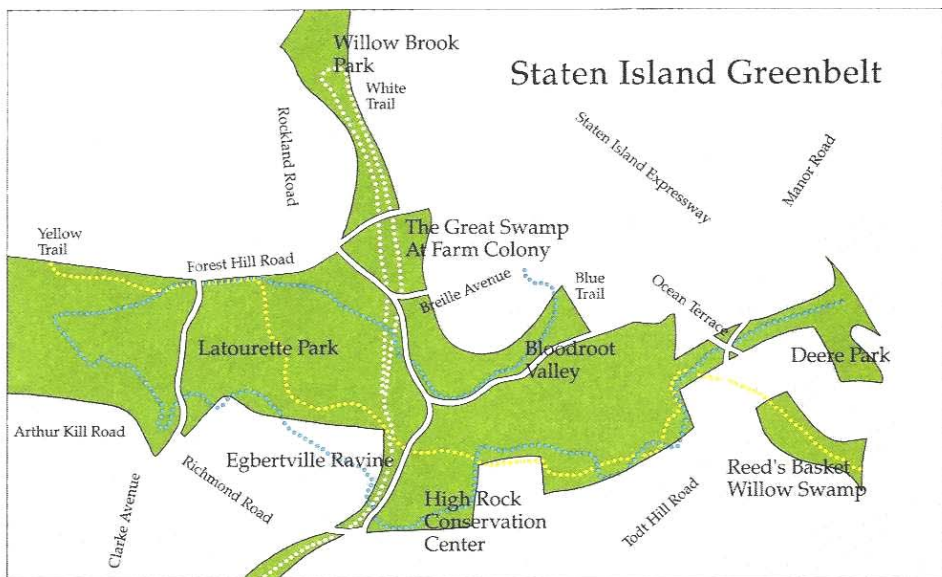 Willow Brook
Park
Staten Island Greenbelt
White
Trail
Rockland Road
Staten Island Expressway
Manor Road
The Great Swamp
At Farm Colony
Yellow
Trail
Forest Hill Road
Breille Avenue
Blue
Trail
Ocean Terrace
Latourette Park
Bloodroot
Valley
Deere Park
Arthur Kill Road
Egbertville Ravine
Richmond Road
Clarke Avenue
High Rock
Conservation
Center
Todt Hill Road
Reed's Basket
Willow Swamp